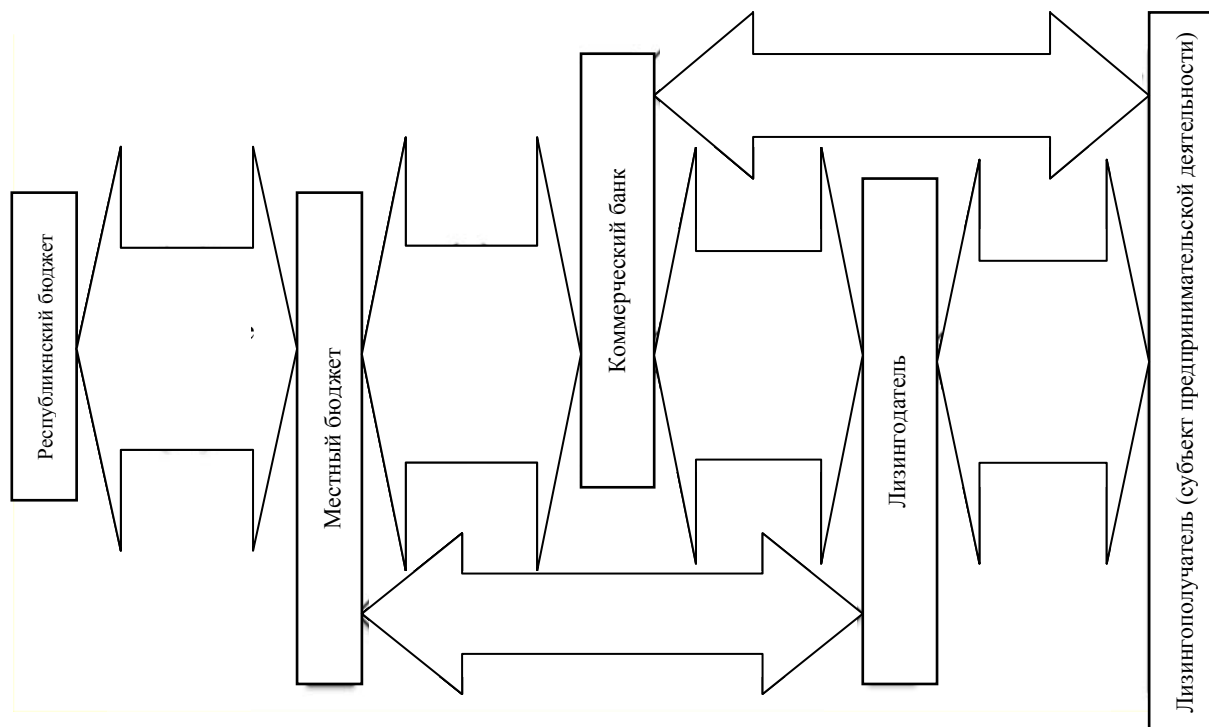 Республикнский бюджет
Местный бюджет
Коммерческий банк
Лизингодатель
Лизингополучатель (субъект предпринимательской деятельности)